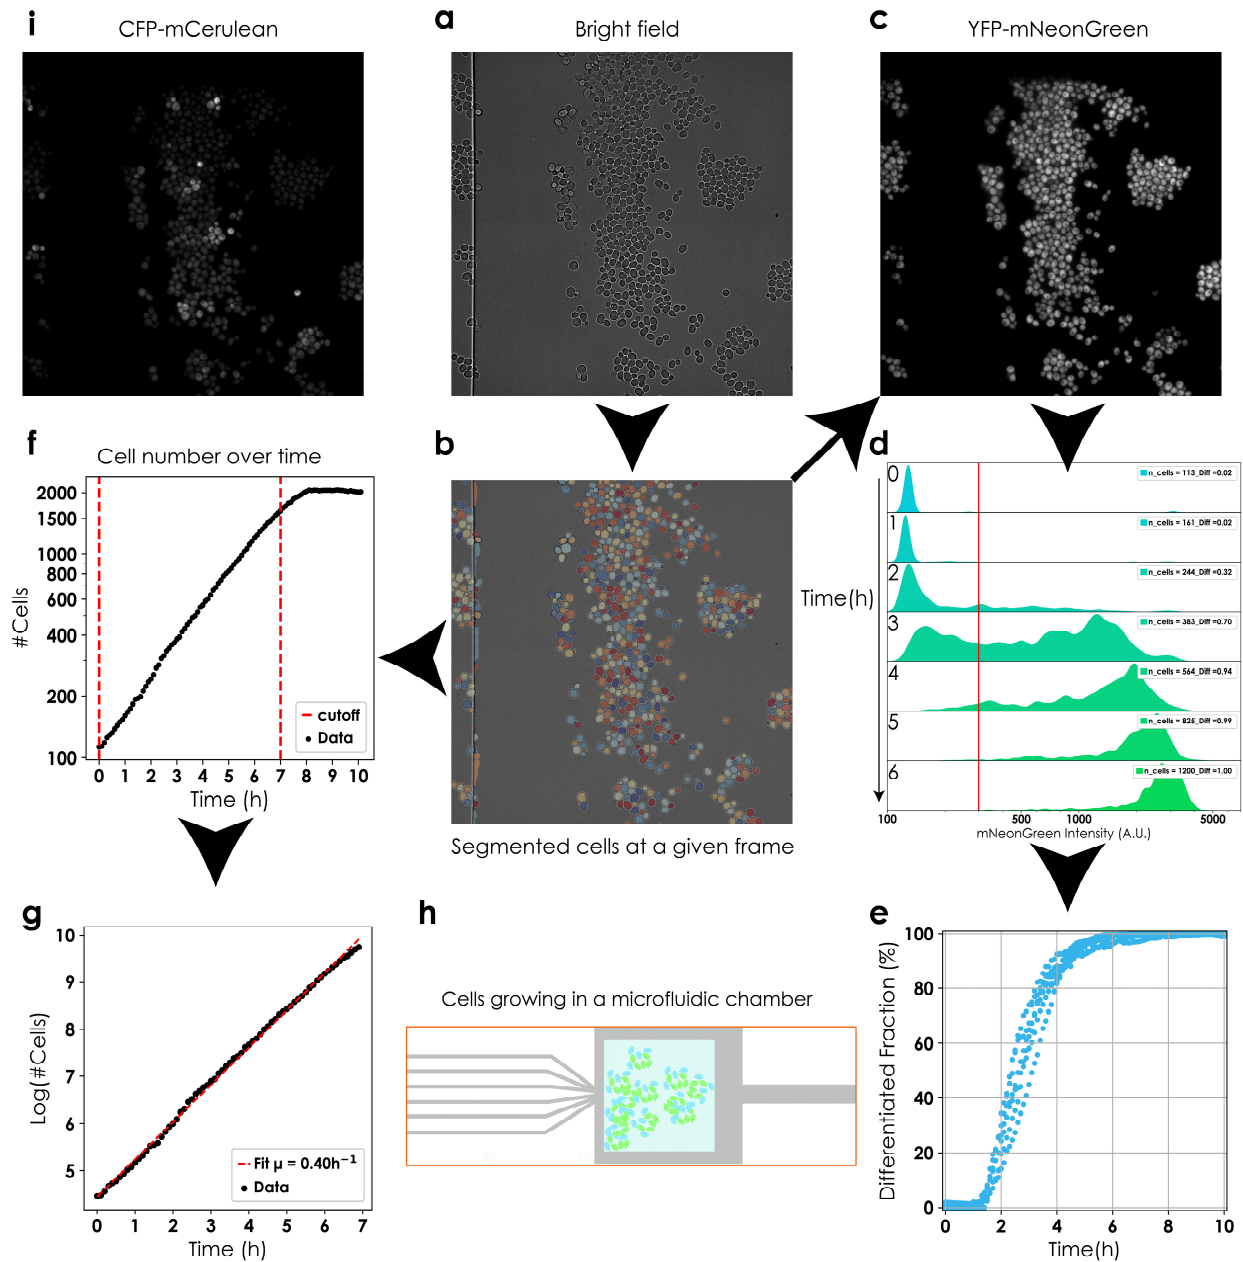 i
CFP-mCerulean
a
Bright field
c
YFP-mNeonGreen
f
Cell number over time
2000
1500
1000
800
600
400
200
100
#Cells
cutoff
Data
0 1 2 3 4 5 6 7 8 9 10
Time (h)
b
Segmented cells at a given frame
d
Time(h)
0
n_cells = 113_Diff =0.02
1
n_cells = 161_Diff =0.02
2
n_cells = 244_Diff =0.32
3
n_cells = 383_Diff =0.70
4
n_cells = 564_Diff =0.94
5
n_cells = 825_Diff =0.99
6
n_cells = 1200_Diff =1.00
100 500 1000 5000
mNeonGreen Intensity (A.U.)
g
10
9
8
7
6
5
Log(#Cells)
Fit μ = 0.40h⁻¹
Data
0 1 2 3 4 5 6 7
Time (h)
h
Cells growing in a microfluidic chamber
e
100
80
60
40
20
0
Differentiated Fraction (%)
0 2 4 6 8 10
Time(h)